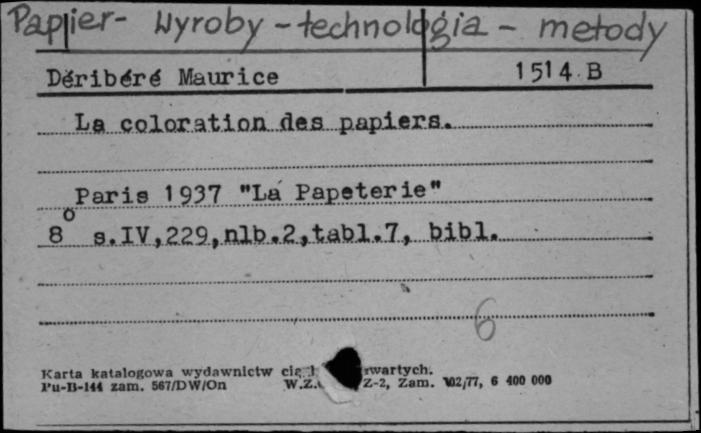 Papier - Wyroby - technologia - metody
Déribéré Maurice 1514 B
La coloration des papiers.
Paris 1937 "La Papeterie"
8° s.IV,229,nlb.2,tabl.7, bibl.
6
Karta katalogowa wydawnictw
Pu-B-144 zam. 567/DW/On W.Z. Z-2, Zam. 102/77, 6 400 000